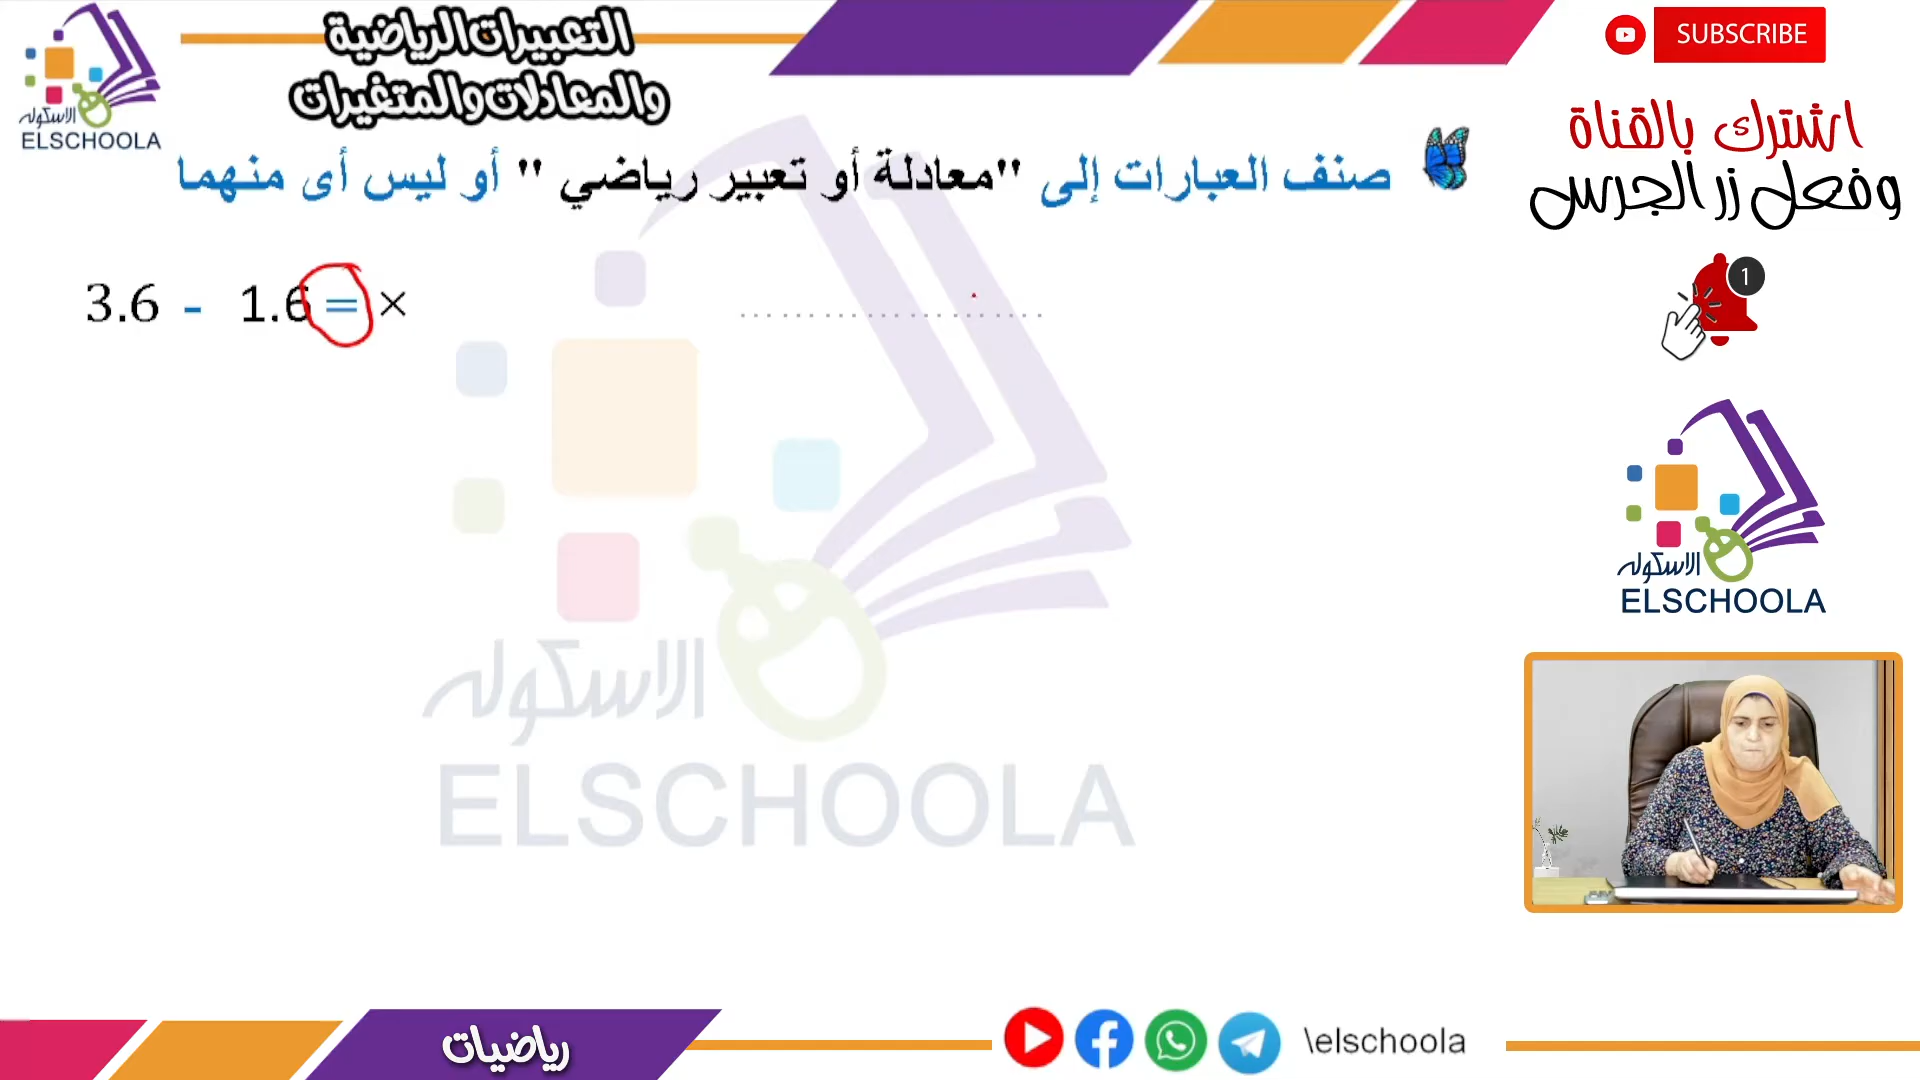 الاسكوله
ELSCHOOLA
التعبيرات الرياضية
والمعادلات والمتغيرات
SUBSCRIBE
اشترك بالقناة
وفعل زر الجرس
1
صنف العبارات إلى "معادلة أو تعبير رياضي " أو ليس أى منهما
3.6 - 1.6 = × ......................
الاسكوله
ELSCHOOLA
الاسكوله
ELSCHOOLA
رياضيات
\elschoola